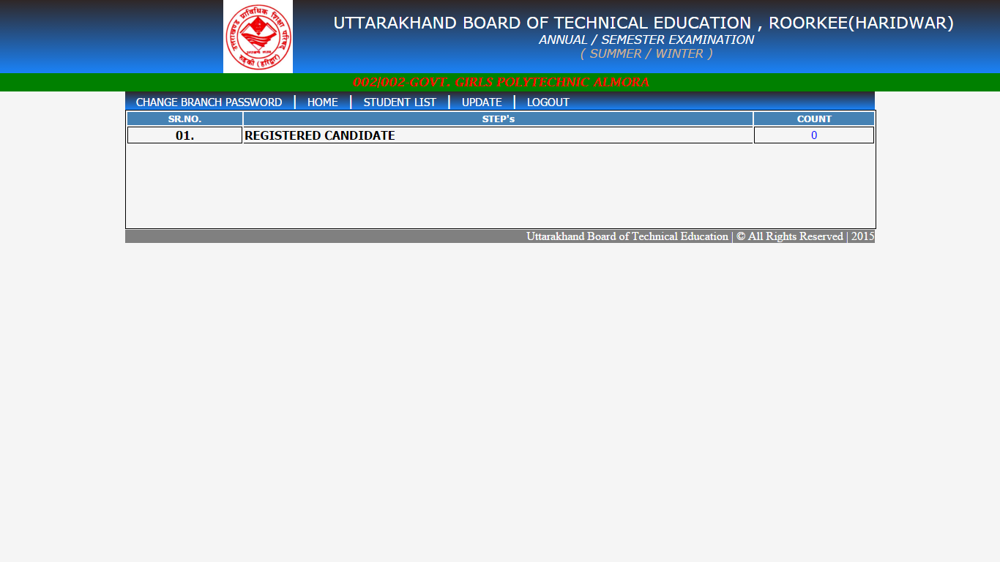 उत्तराखण्ड प्राविधिक शिक्षा परिषद्
रुड़की (हरिद्वार)
UTTARAKHAND BOARD OF TECHNICAL EDUCATION , ROORKEE(HARIDWAR)
ANNUAL / SEMESTER EXAMINATION
( SUMMER / WINTER )
002/002-GOVT. GIRLS POLYTECHNIC ALMORA
CHANGE BRANCH PASSWORD | HOME | STUDENT LIST | UPDATE | LOGOUT
SR.NO. STEP's COUNT
01. REGISTERED CANDIDATE 0
Uttarakhand Board of Technical Education | © All Rights Reserved | 2015